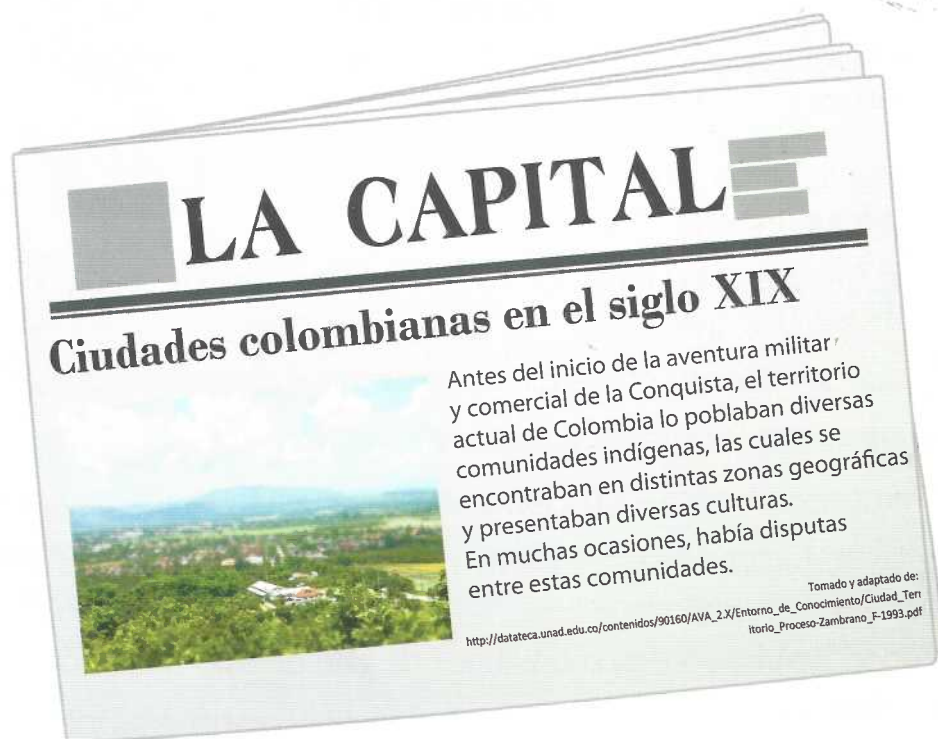 LA CAPITAL
Ciudades colombianas en el siglo XIX
Antes del inicio de la aventura militar
y comercial de la Conquista, el territorio
actual de Colombia lo poblaban diversas
comunidades indígenas, las cuales se
encontraban en distintas zonas geográficas
y presentaban diversas culturas.
En muchas ocasiones, había disputas
entre estas comunidades.
Tomado y adaptado de:
http://datateca.unad.edu.co/contenidos/90160/AVA_2.X/Entorno_de_Conocimiento/Ciudad_Terr
itorio_Proceso-Zambrano_F-1993.pdf